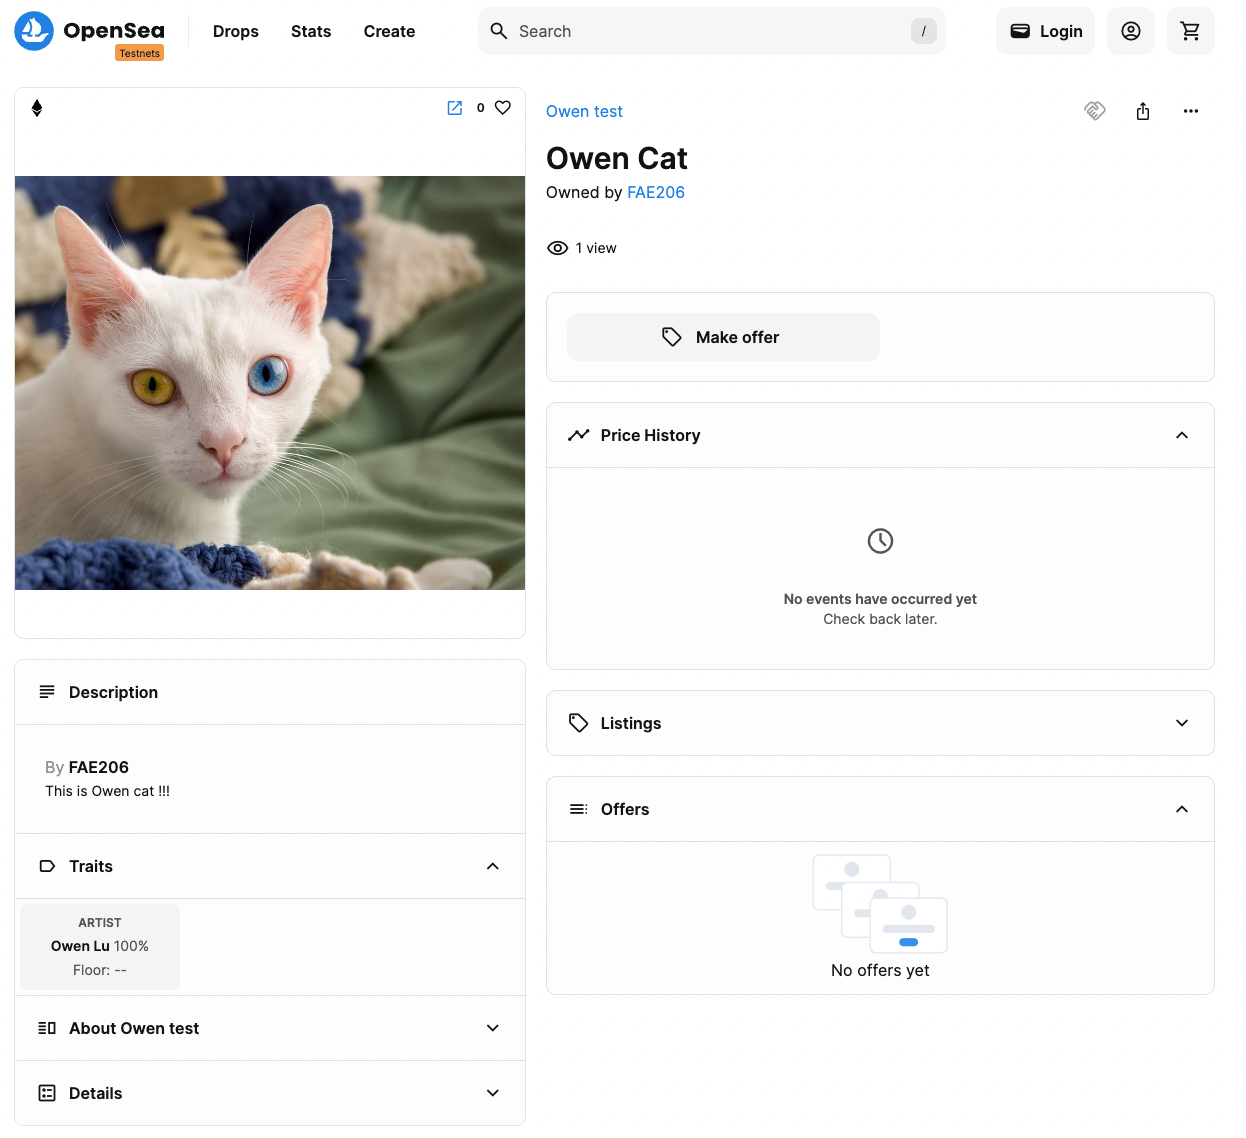 OpenSea
Testnets
Drops
Stats
Create
Search
/
Login
0
Owen test
Owen Cat
Owned by FAE206
1 view
Make offer
Price History
No events have occurred yet
Check back later.
Listings
Offers
No offers yet
Description
By FAE206
This is Owen cat !!!
Traits
ARTIST
Owen Lu 100%
Floor: --
About Owen test
Details